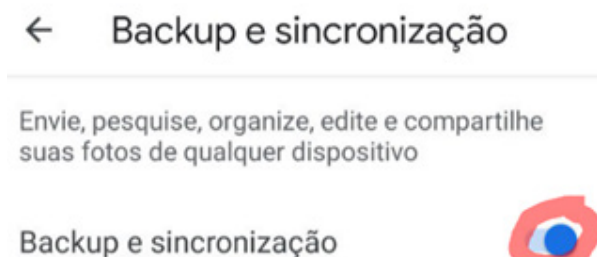 Backup e sincronização
Envie, pesquise, organize, edite e compartilhe
suas fotos de qualquer dispositivo
Backup e sincronização